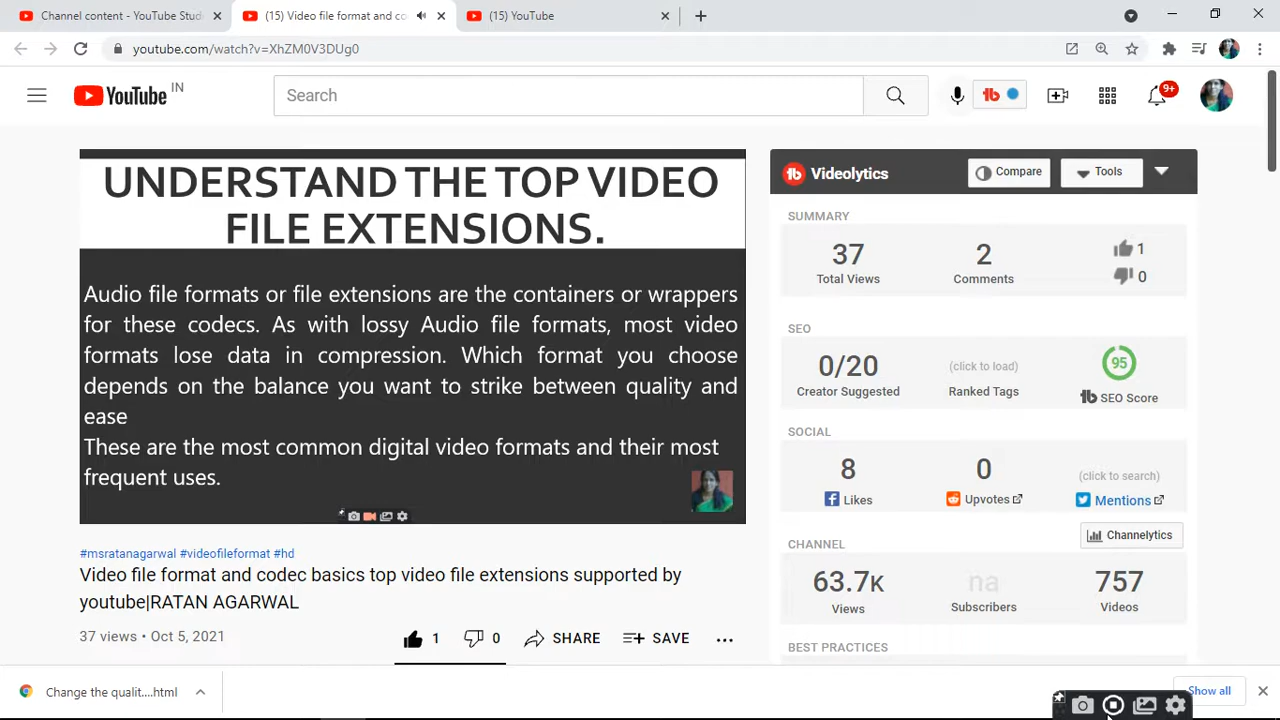 Channel content - YouTube Stud
(15) Video file format and co
(15) YouTube
youtube.com/watch?v=XhZM0V3DUg0
YouTube IN
Search
9+
UNDERSTAND THE TOP VIDEO
FILE EXTENSIONS.
Audio file formats or file extensions are the containers or wrappers
for these codecs. As with lossy Audio file formats, most video
formats lose data in compression. Which format you choose
depends on the balance you want to strike between quality and
ease
These are the most common digital video formats and their most
frequent uses.
#msratanagarwal #videofileformat #hd
Video file format and codec basics top video file extensions supported by
youtube|RATAN AGARWAL
37 views • Oct 5, 2021
1 0 SHARE SAVE
Videolytics Compare Tools
SUMMARY
37 2 1
Total Views Comments 0
SEO
0/20 (click to load) 95
Creator Suggested Ranked Tags SEO Score
SOCIAL
8 0 (click to search)
Likes Upvotes Mentions
CHANNEL Channelytics
63.7K na 757
Views Subscribers Videos
BEST PRACTICES
Change the qualit....html
Show all